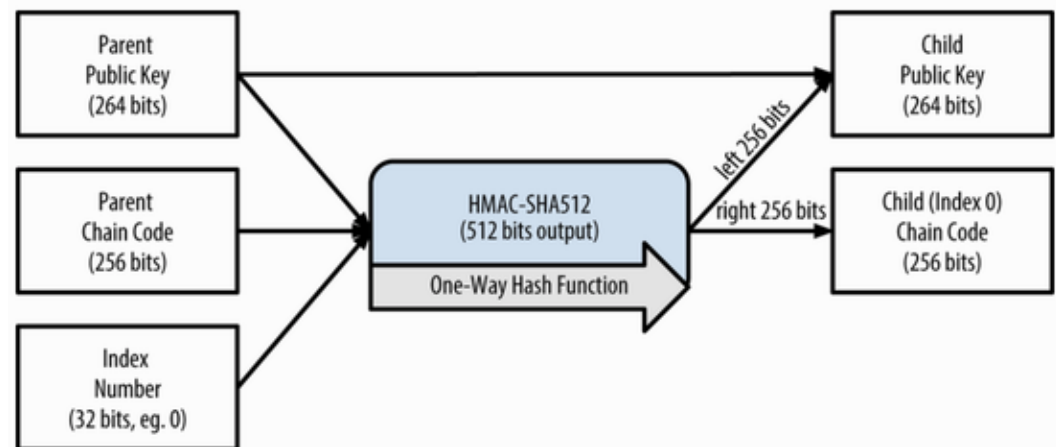 Parent
Public Key
(264 bits)
Parent
Chain Code
(256 bits)
Index
Number
(32 bits, eg. 0)
HMAC-SHA512
(512 bits output)
One-Way Hash Function
left 256 bits
right 256 bits
Child
Public Key
(264 bits)
Child (Index 0)
Chain Code
(256 bits)